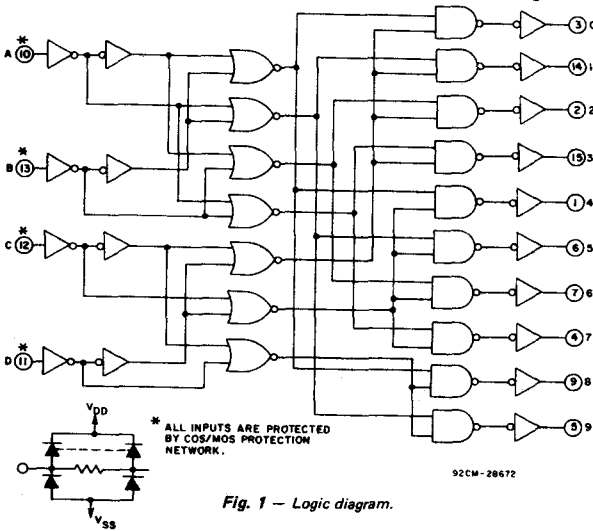 *
A 10
3 0
14 1
2 2
*
B 13
15 3
1 4
*
C 12
6 5
7 6
*
D 11
4 7
9 8
5 9
VDD
* ALL INPUTS ARE PROTECTED
BY COS/MOS PROTECTION
NETWORK.
VSS
92CM-28672
Fig. 1 — Logic diagram.